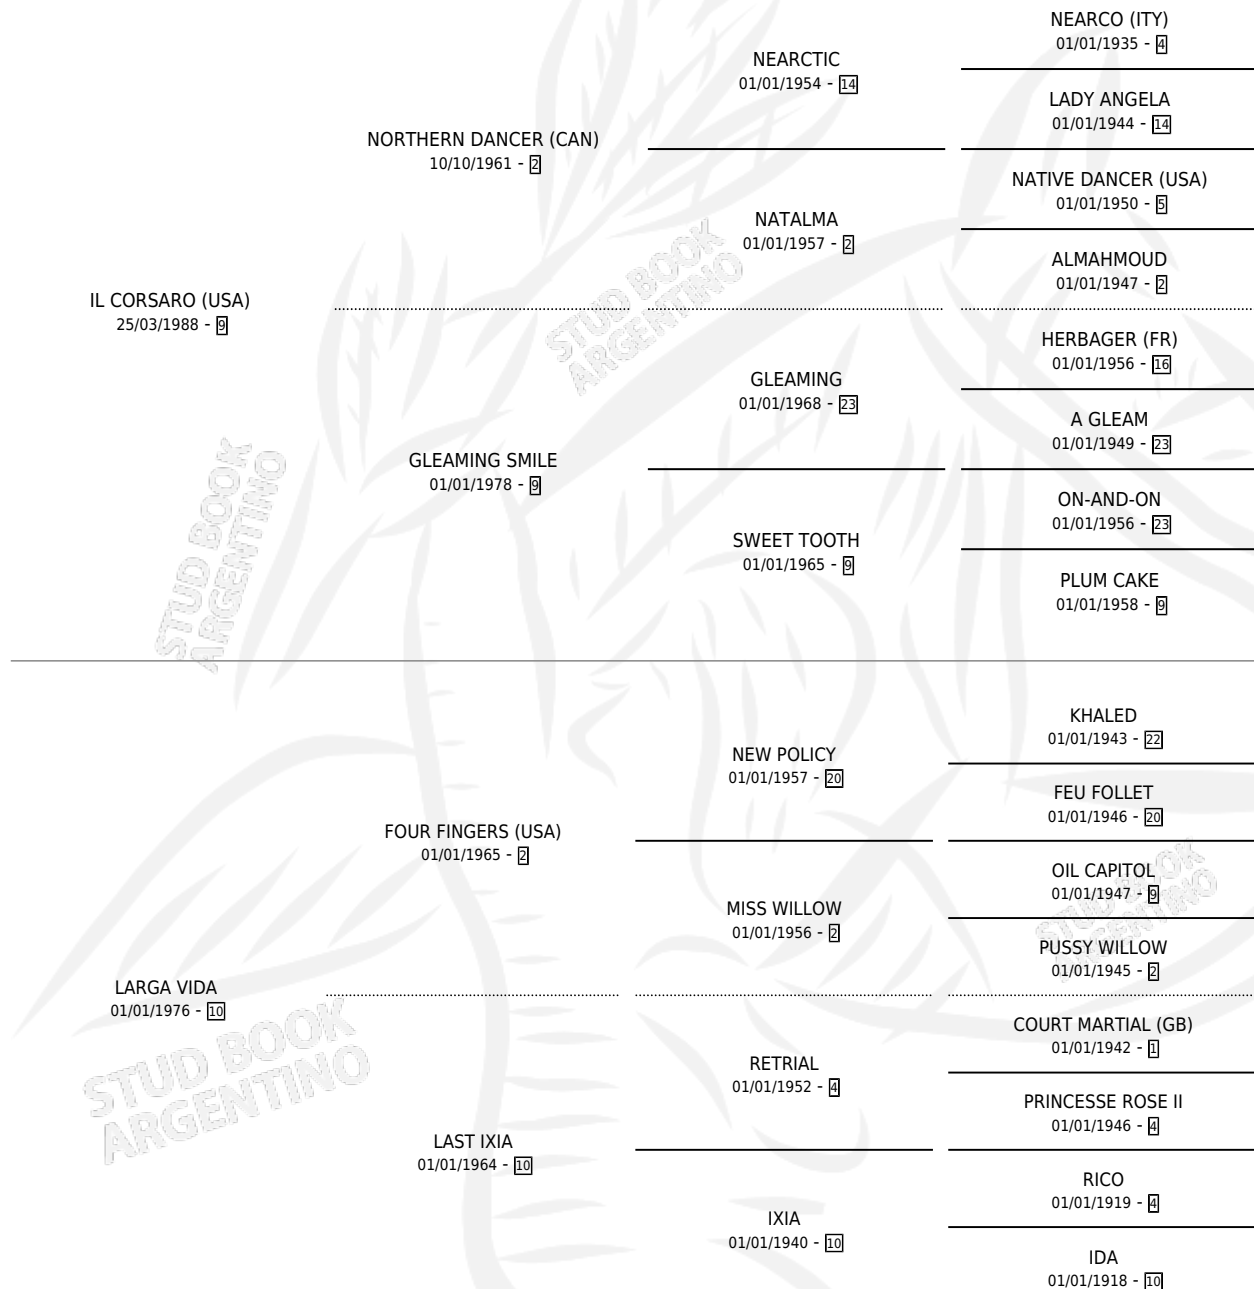 NEARCO (ITY)
01/01/1935 - 4
NEARCTIC
01/01/1954 - 14
LADY ANGELA
01/01/1944 - 14
NORTHERN DANCER (CAN)
10/10/1961 - 2
NATIVE DANCER (USA)
01/01/1950 - 5
NATALMA
01/01/1957 - 2
ALMAHMOUD
01/01/1947 - 2
IL CORSARO (USA)
25/03/1988 - 9
HERBAGER (FR)
01/01/1956 - 16
GLEAMING
01/01/1968 - 23
A GLEAM
01/01/1949 - 23
GLEAMING SMILE
01/01/1978 - 9
ON-AND-ON
01/01/1956 - 23
SWEET TOOTH
01/01/1965 - 9
PLUM CAKE
01/01/1958 - 9
STUD BOOK
ARGENTINO
STUD BOOK
ARGENTINO
KHALED
01/01/1943 - 22
NEW POLICY
01/01/1957 - 20
FEU FOLLET
01/01/1946 - 20
FOUR FINGERS (USA)
01/01/1965 - 2
OIL CAPITOL
01/01/1947 - 9
MISS WILLOW
01/01/1956 - 2
PUSSY WILLOW
01/01/1945 - 2
STUD BOOK
ARGENTINO
LARGA VIDA
01/01/1976 - 10
COURT MARTIAL (GB)
01/01/1942 - 1
RETRIAL
01/01/1952 - 4
PRINCESSE ROSE II
01/01/1946 - 4
LAST IXIA
01/01/1964 - 10
RICO
01/01/1919 - 4
IXIA
01/01/1940 - 10
IDA
01/01/1918 - 10
STUD BOOK
ARGENTINO